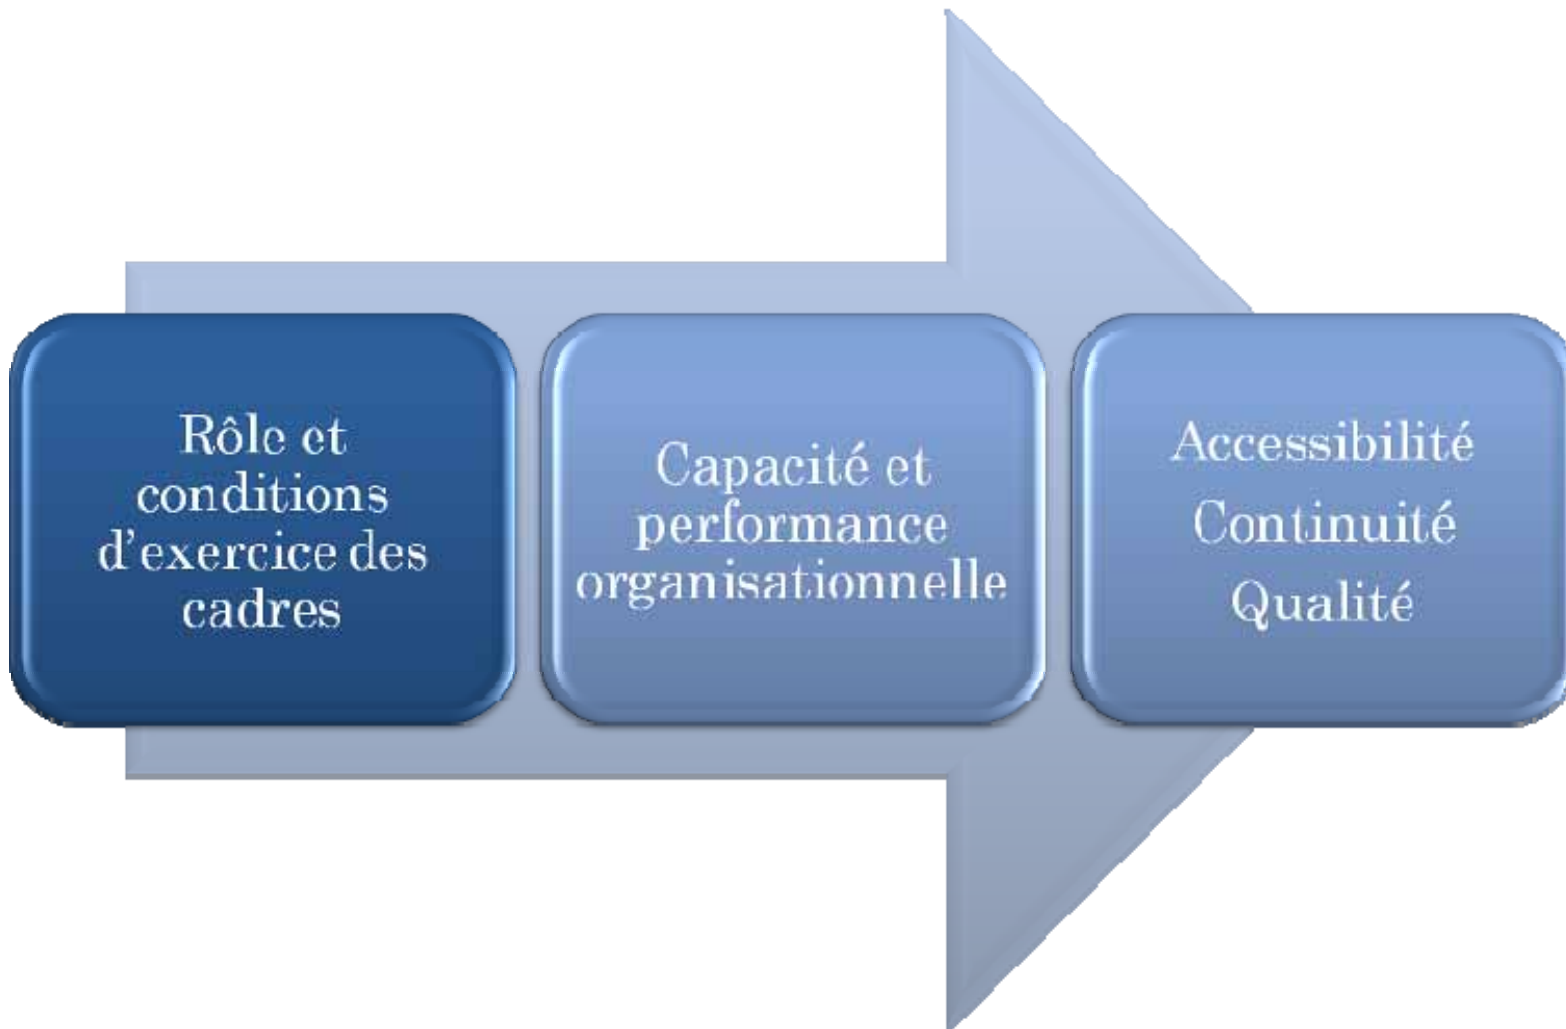 Rôle et
conditions
d'exercice des
cadres
Capacité et
performance
organisationnelle
Accessibilité
Continuité
Qualité